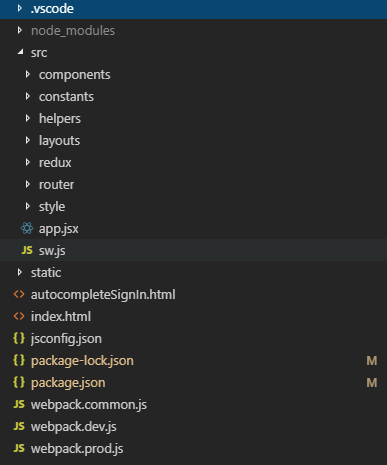 .vscode
node_modules
src
components
constants
helpers
layouts
redux
router
style
app.jsx
JS sw.js
static
<> autocompleteSignIn.html
<> index.html
{} jsconfig.json
{} package-lock.json M
{} package.json M
JS webpack.common.js
JS webpack.dev.js
JS webpack.prod.js